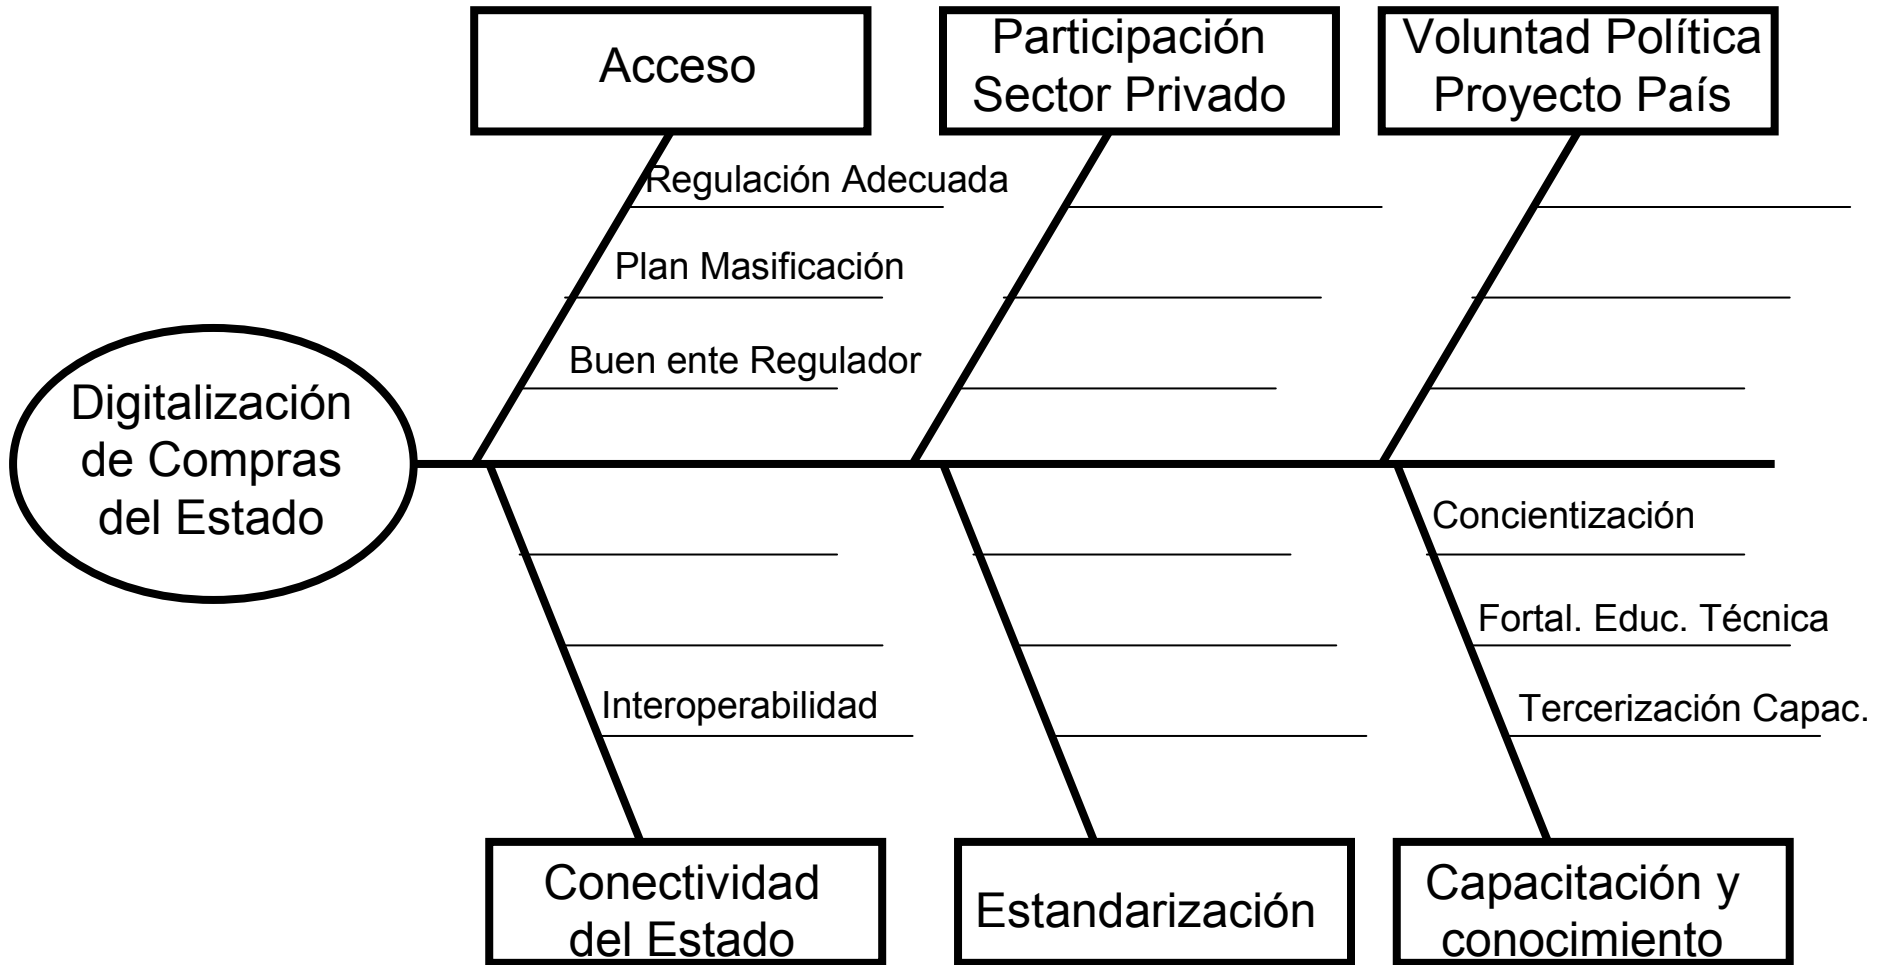 Acceso
Participación
Sector Privado
Voluntad Política
Proyecto País
Regulación Adecuada
Plan Masificación
Buen ente Regulador
Digitalización
de Compras
del Estado
Concientización
Fortal. Educ. Técnica
Interoperabilidad
Tercerización Capac.
Conectividad
del Estado
Estandarización
Capacitación y
conocimiento